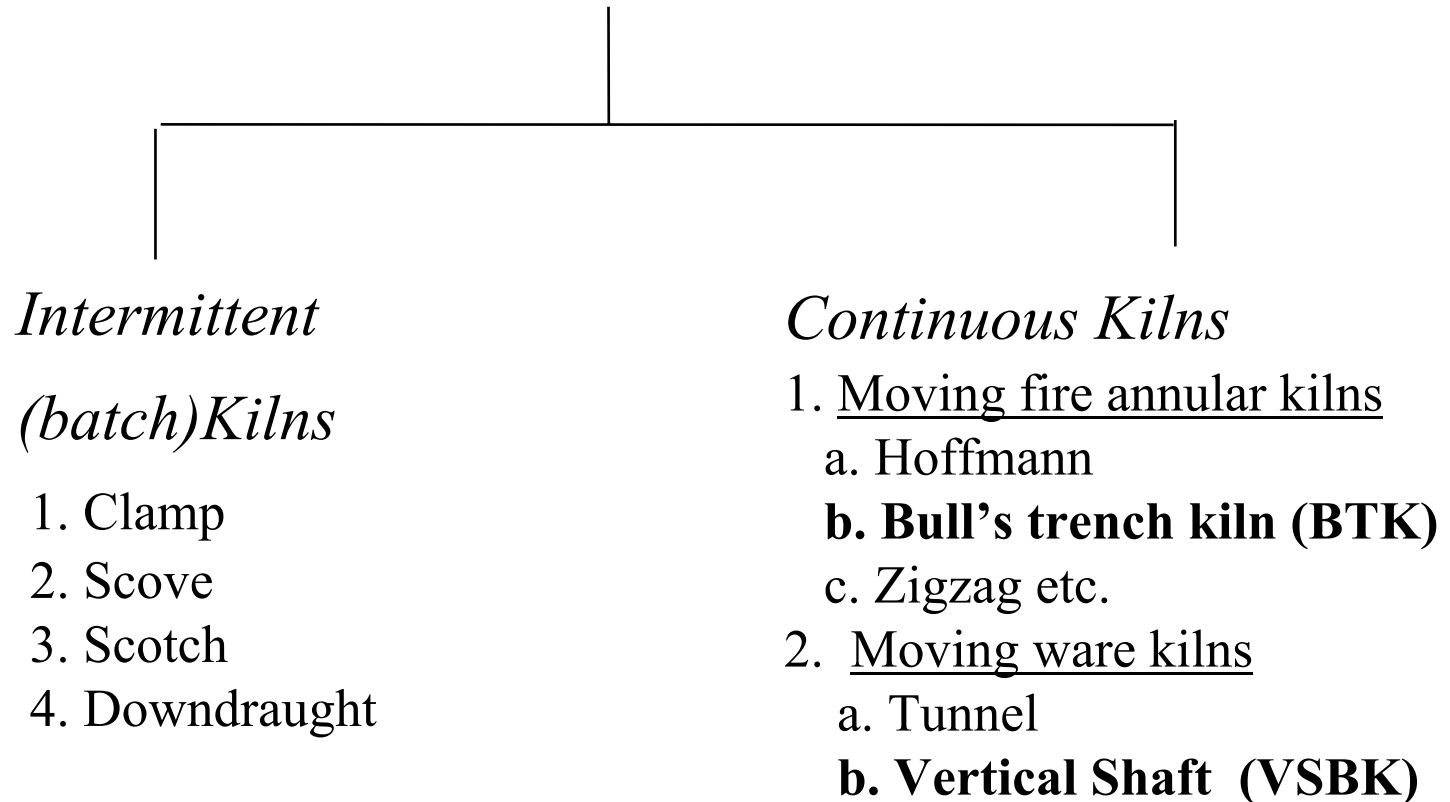 Intermittent
(batch)Kilns
1. Clamp
2. Scove
3. Scotch
4. Downdraught
Continuous Kilns
1. Moving fire annular kilns
a. Hoffmann
b. Bull’s trench kiln (BTK)
c. Zigzag etc.
2. Moving ware kilns
a. Tunnel
b. Vertical Shaft (VSBK)